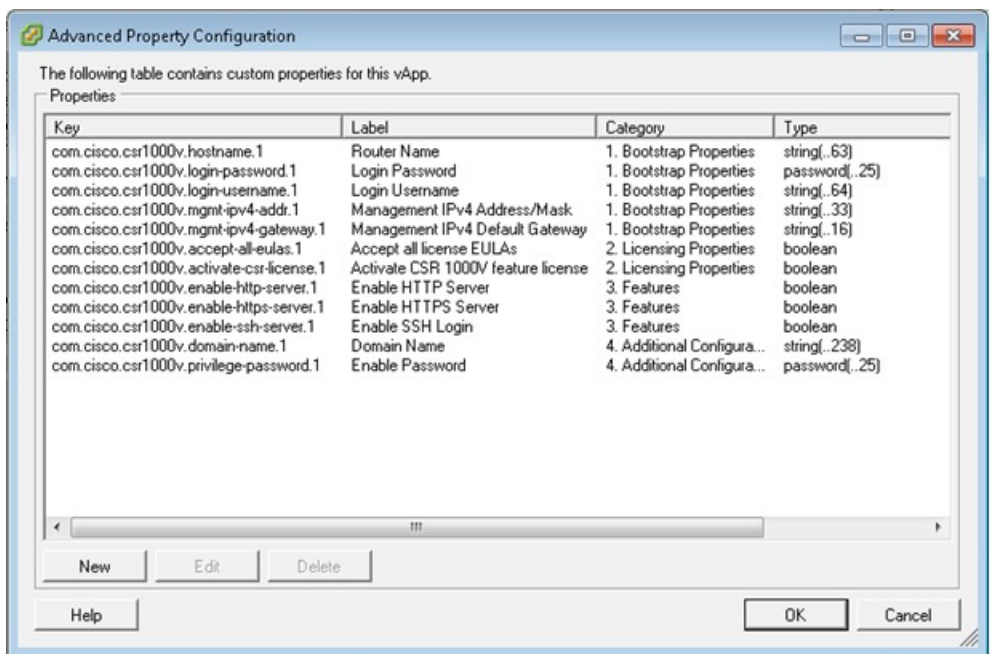 Advanced Property Configuration
The following table contains custom properties for this vApp.
Properties
Key Label Category Type
com.cisco.csr1000v.hostname.1 Router Name 1. Bootstrap Properties string(..63)
com.cisco.csr1000v.login-password.1 Login Password 1. Bootstrap Properties password(..25)
com.cisco.csr1000v.login-username.1 Login Username 1. Bootstrap Properties string(..64)
com.cisco.csr1000v.mgmt-ipv4-addr.1 Management IPv4 Address/Mask 1. Bootstrap Properties string(..33)
com.cisco.csr1000v.mgmt-ipv4-gateway.1 Management IPv4 Default Gateway 1. Bootstrap Properties string(..16)
com.cisco.csr1000v.accept-all-eulas.1 Accept all license EULAs 2. Licensing Properties boolean
com.cisco.csr1000v.activate-csr-license.1 Activate CSR 1000V feature license 2. Licensing Properties boolean
com.cisco.csr1000v.enable-http-server.1 Enable HTTP Server 3. Features boolean
com.cisco.csr1000v.enable-https-server.1 Enable HTTPS Server 3. Features boolean
com.cisco.csr1000v.enable-ssh-server.1 Enable SSH Login 3. Features boolean
com.cisco.csr1000v.domain-name.1 Domain Name 4. Additional Configura... string(..238)
com.cisco.csr1000v.privilege-password.1 Enable Password 4. Additional Configura... password(..25)
New Edit Delete
Help OK Cancel